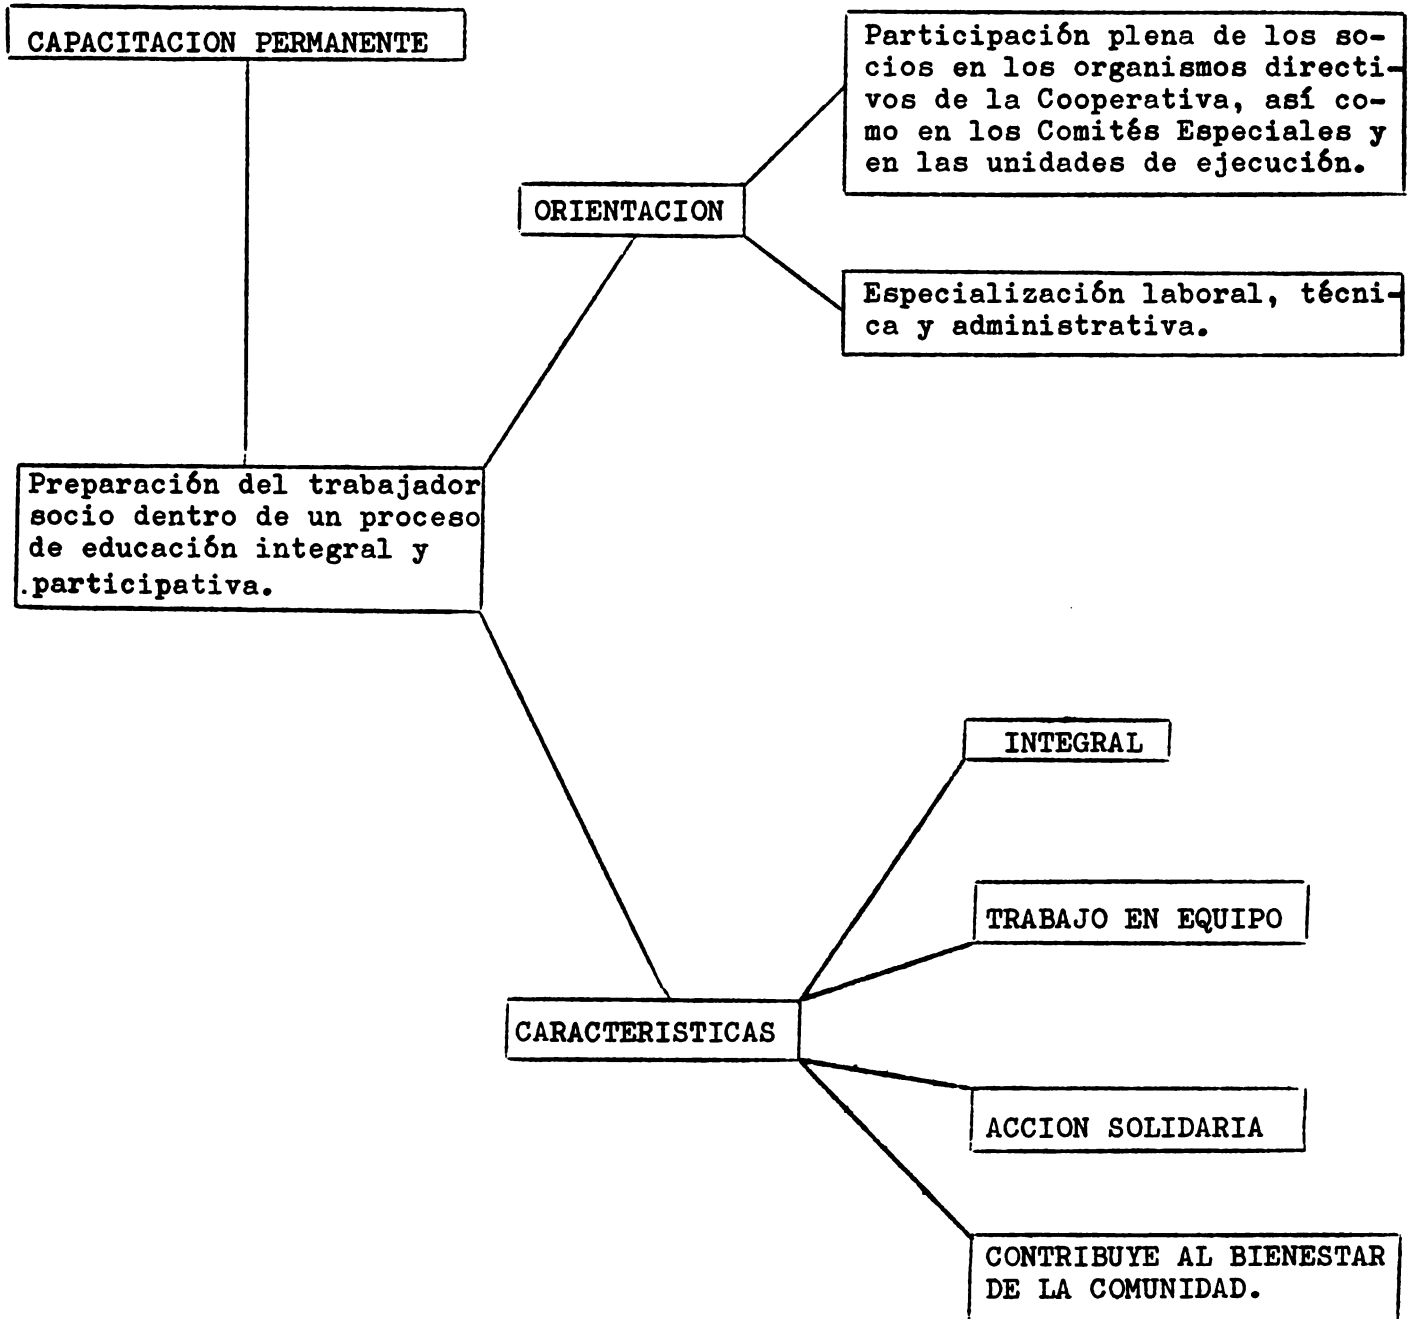 CAPACITACION PERMANENTE
Participación plena de los so-
cios en los organismos directi-
vos de la Cooperativa, así co-
mo en los Comités Especiales y
en las unidades de ejecución.
ORIENTACION
Especialización laboral, técni-
ca y administrativa.
Preparación del trabajador
socio dentro de un proceso
de educación integral y
participativa.
INTEGRAL
TRABAJO EN EQUIPO
CARACTERISTICAS
ACCION SOLIDARIA
CONTRIBUYE AL BIENESTAR
DE LA COMUNIDAD.